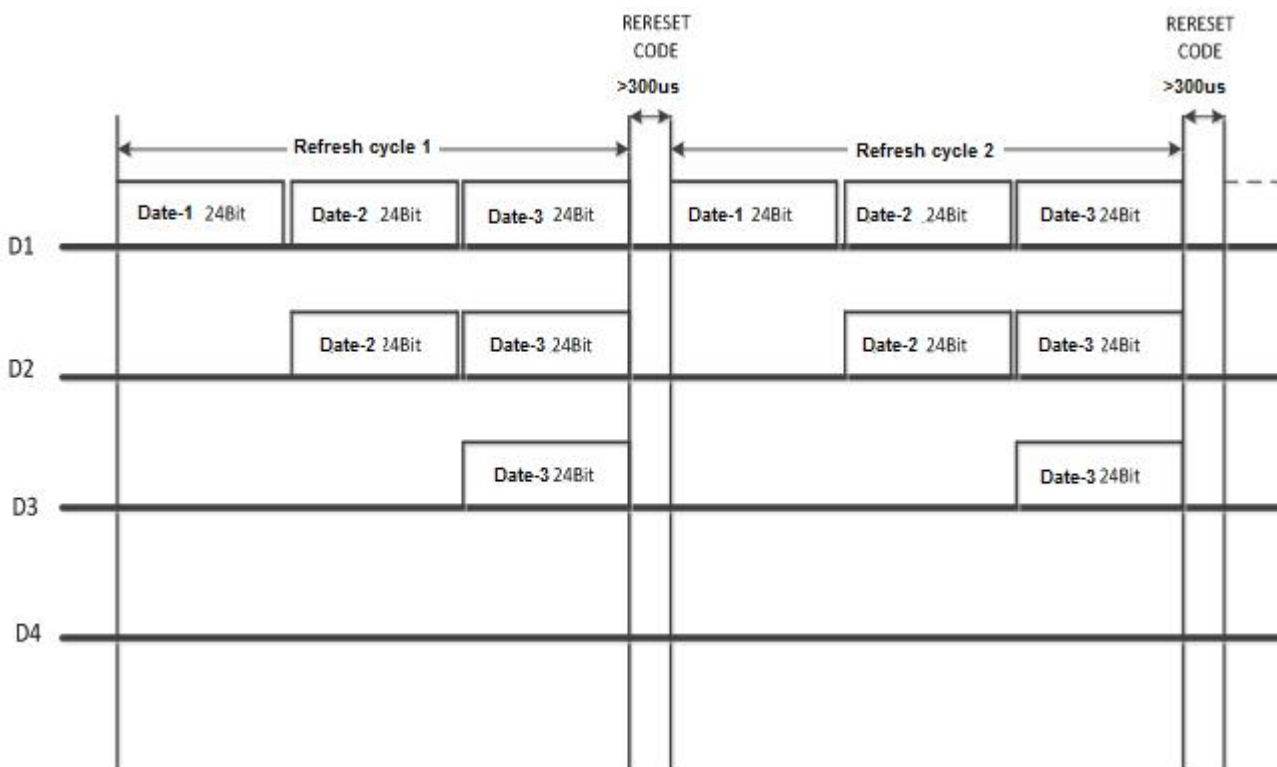 RERESET
CODE
>300us
RERESET
CODE
>300us
Refresh cycle 1
Refresh cycle 2
D1
Date-1 24Bit
Date-2 24Bit
Date-3 24Bit
Date-1 24Bit
Date-2 .24Bit
Date-3 24Bit
D2
Date-2 24Bit
Date-3 24Bit
Date-2 24Bit
Date-3 24Bit
D3
Date-3 24Bit
Date-3 24Bit
D4